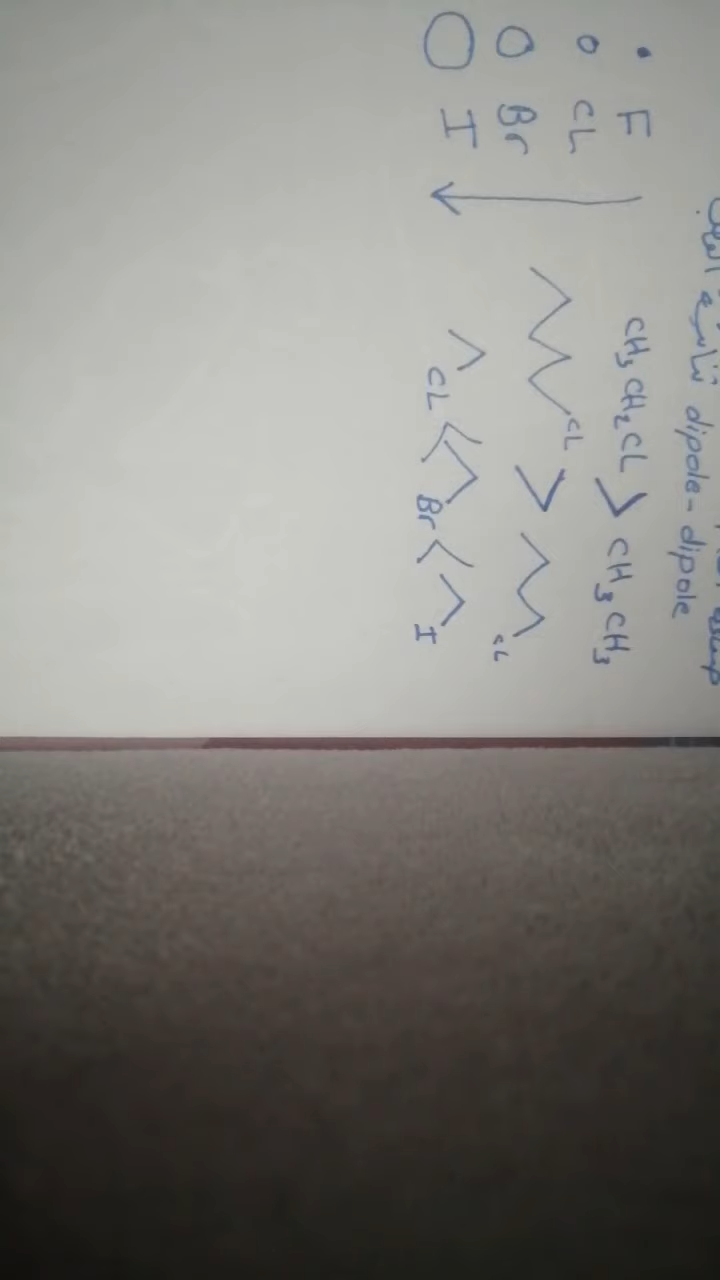 dipole - dipole
CH3CH2CL > CH3CH3
F
CL
CL > CL
Br
I
CL < Br < I